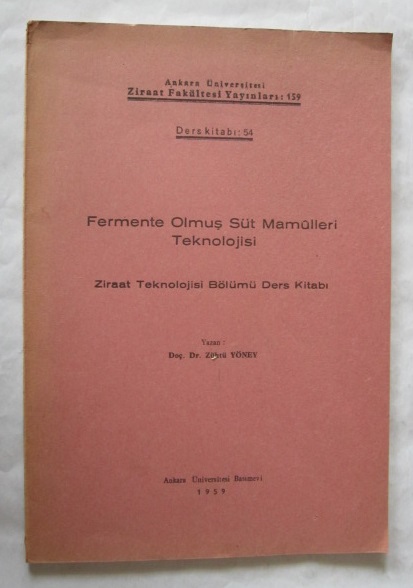 Ankara Üniversitesi
Ziraat Fakültesi Yayınları: 159
Ders kitabı: 54
Fermente Olmuş Süt Mamûlleri
Teknolojisi
Ziraat Teknolojisi Bölümü Ders Kitabı
Yazan :
Doç. Dr. Zühtü YÖNEY
Ankara Üniversitesi Basımevi
1959